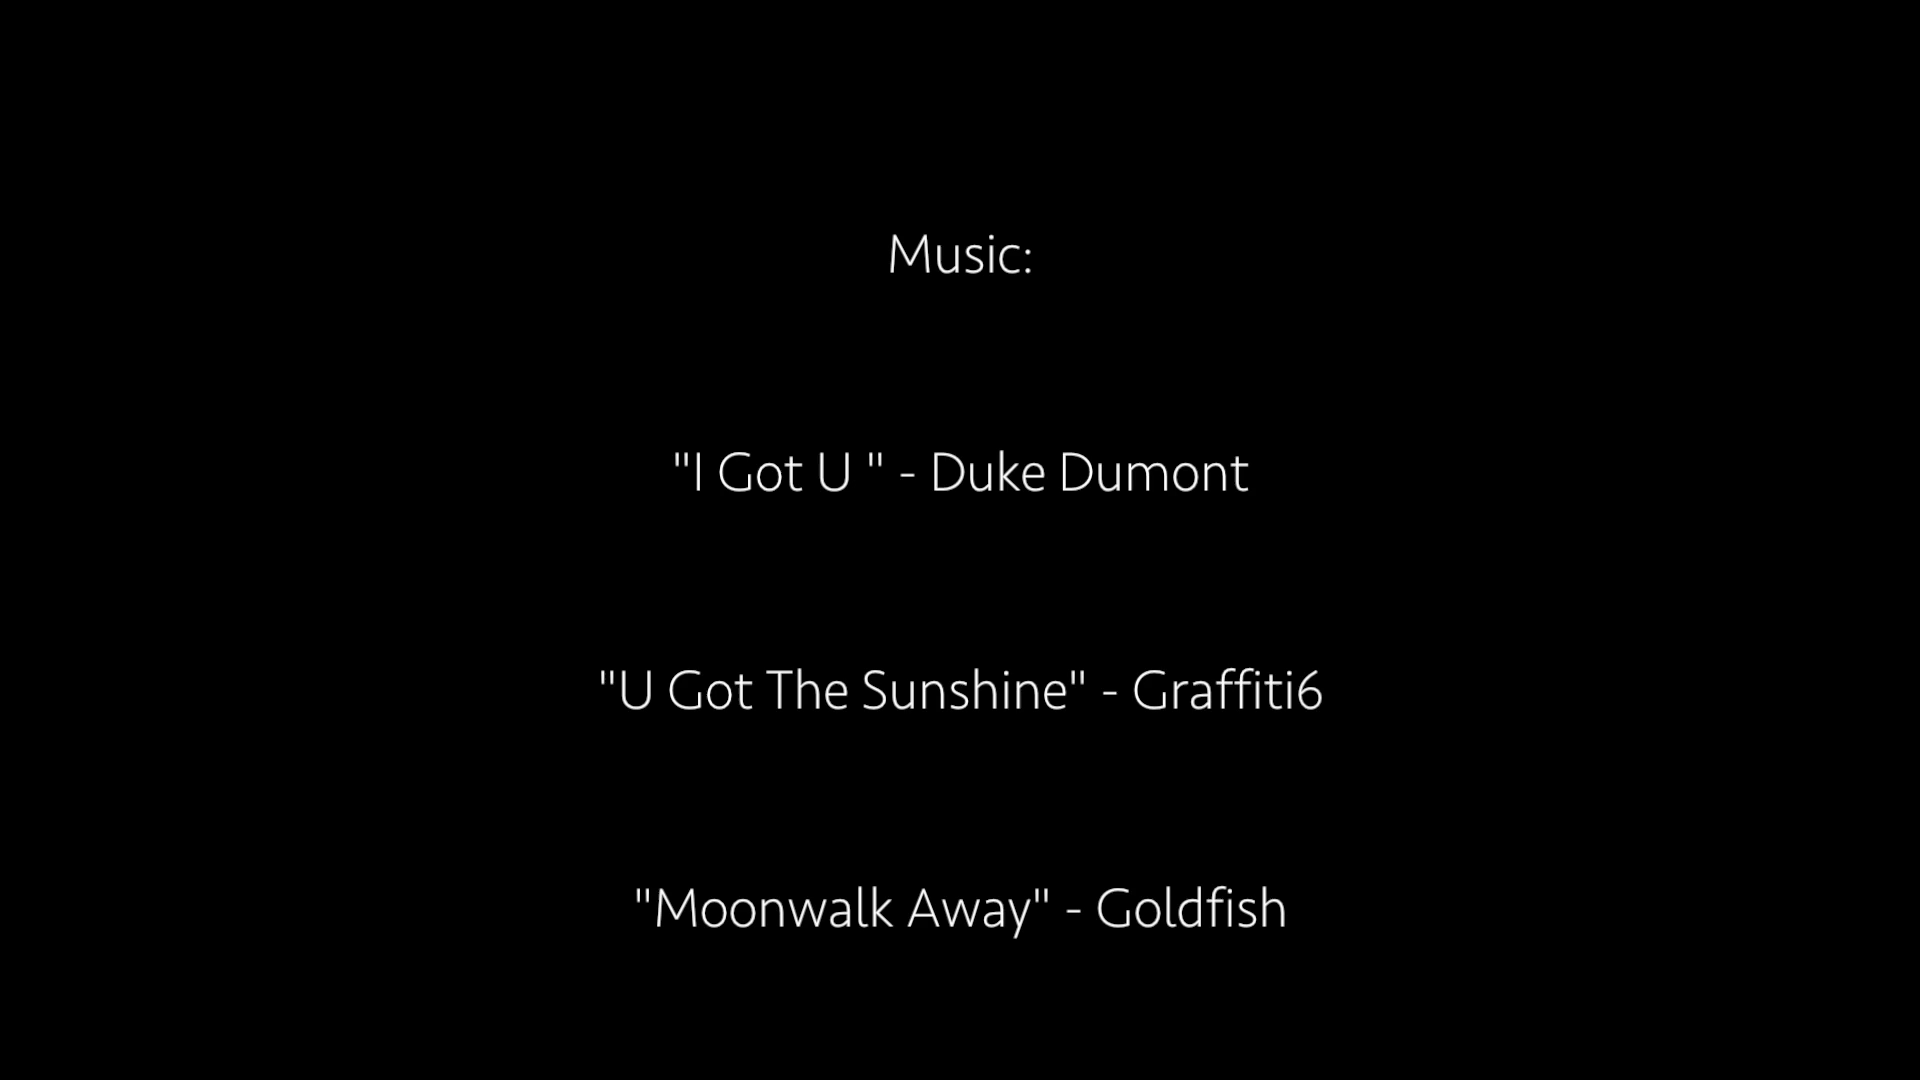 Music:
"I Got U " - Duke Dumont
"U Got The Sunshine" - Graffiti6
"Moonwalk Away" - Goldfish